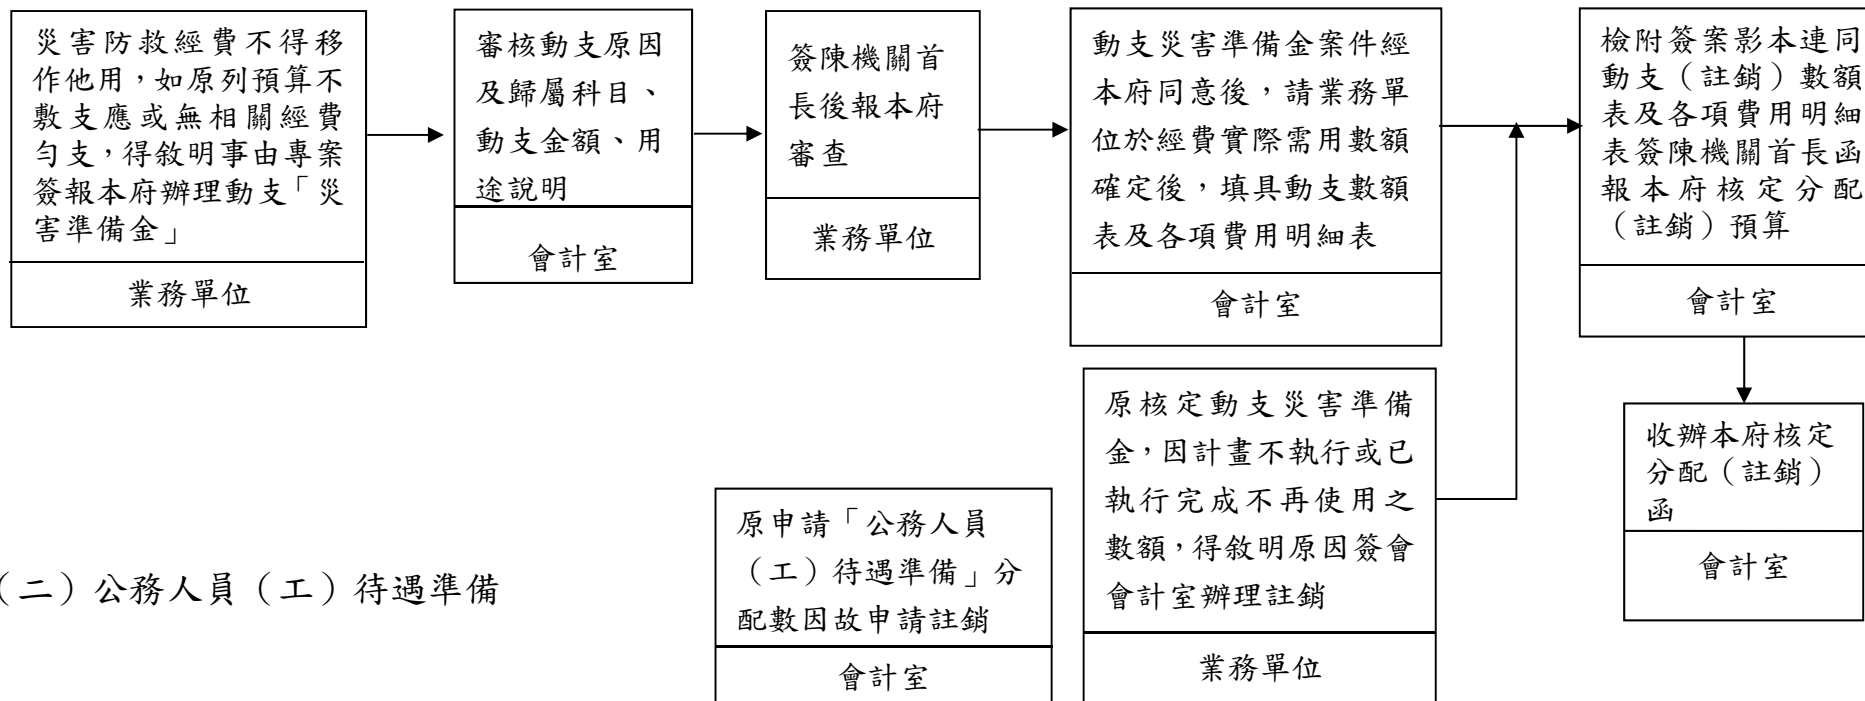 災害防救經費不得移
作他用，如原列預算不
敷支應或無相關經費
勻支，得敘明事由專案
簽報本府辦理動支「災
害準備金」
業務單位
審核動支原因
及歸屬科目、
動支金額、用
途說明
會計室
簽陳機關首
長後報本府
審查
業務單位
動支災害準備金案件經
本府同意後，請業務單
位於經費實際需用數額
確定後，填具動支數額
表及各項費用明細表
會計室
檢附簽案影本連同
動支（註銷）數額
表及各項費用明細
表簽陳機關首長函
報本府核定分配
（註銷）預算
會計室
收辦本府核定
分配（註銷）
函
會計室
原核定動支災害準備
金，因計畫不執行或已
執行完成不再使用之
數額，得敘明原因簽會
會計室辦理註銷
業務單位
原申請「公務人員
（工）待遇準備」分
配數因故申請註銷
會計室
（二）公務人員（工）待遇準備